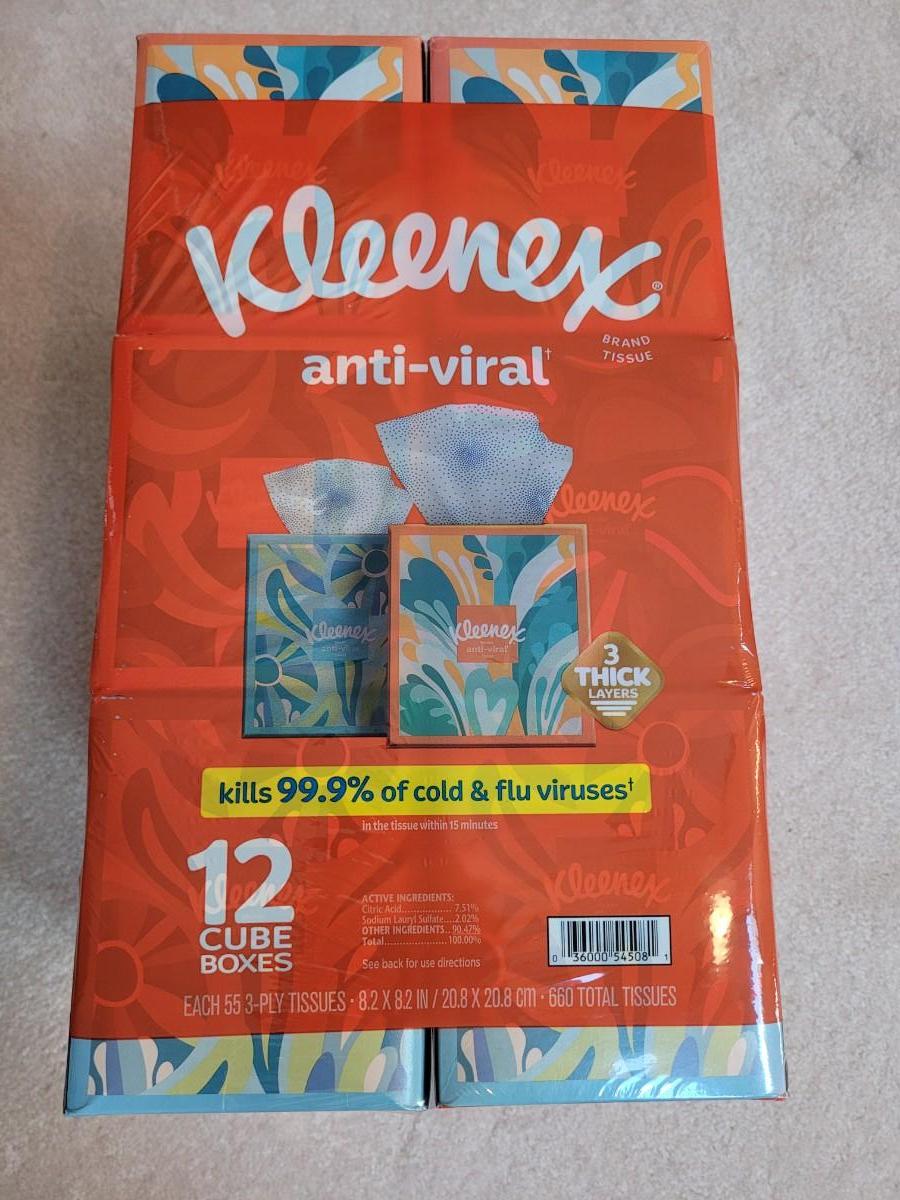 Kleenex
Kleenex
Kleenex®
BRAND
TISSUE
anti-viral†
Kleenex
Kleenex
anti-viral
Kleenex
anti-viral†
3
THICK
LAYERS
kills 99.9% of cold & flu viruses†
in the tissue within 15 minutes
12
CUBE
BOXES
Kleenex
Kleenex
ACTIVE INGREDIENTS:
Citric Acid..................7.51%
Sodium Lauryl Sulfate....2.02%
OTHER INGREDIENTS..90.47%
Total........................100.00%
See back for use directions
0 36000 54508 1
EACH 55 3-PLY TISSUES · 8.2 X 8.2 IN / 20.8 X 20.8 cm · 660 TOTAL TISSUES